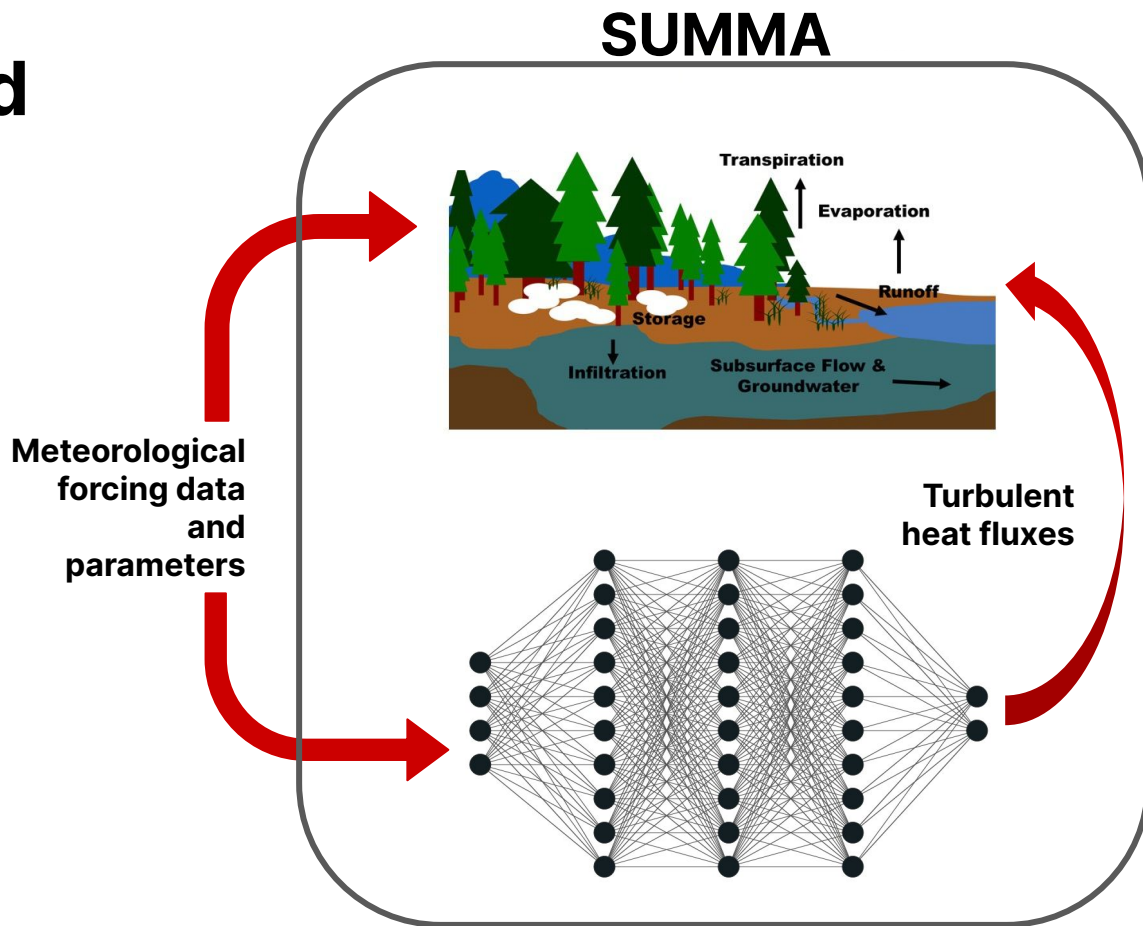 SUMMA
d
Transpiration
Evaporation
Runoff
Storage
Infiltration
Subsurface Flow &
Groundwater
Meteorological
forcing data
and
parameters
Turbulent
heat fluxes